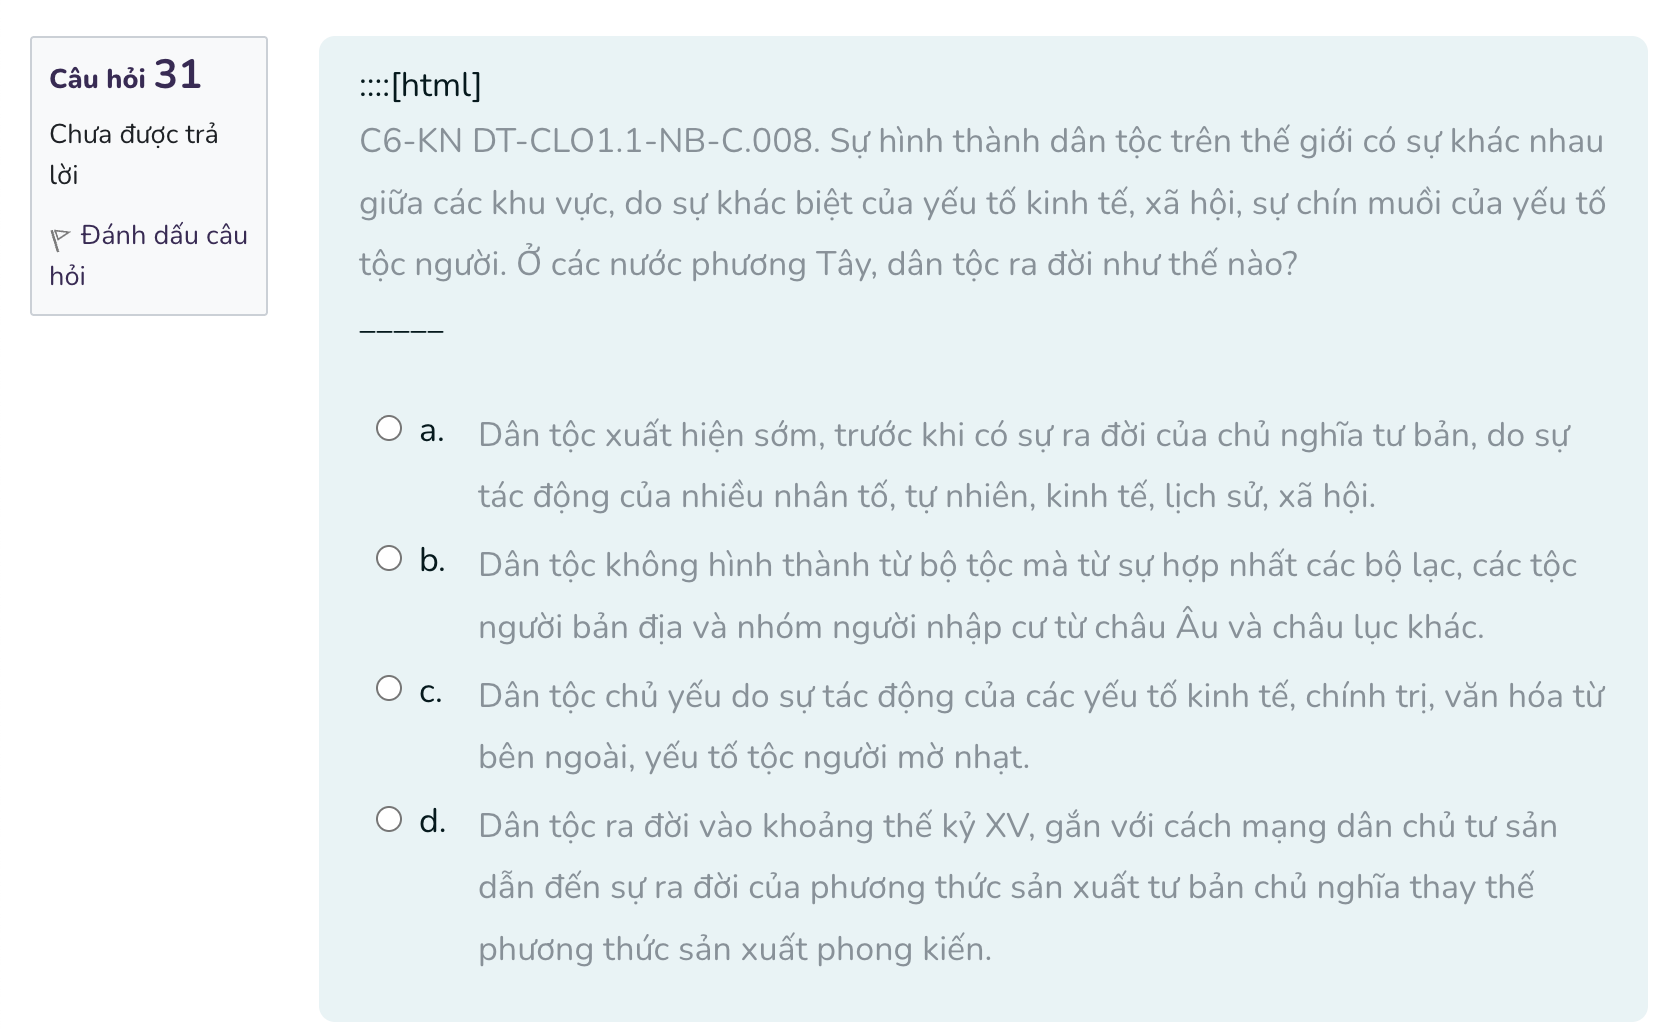 Câu hỏi 31
Chưa được trả
lời
Đánh dấu câu
hỏi
::::[html]
C6-KN DT-CLO1.1-NB-C.008. Sự hình thành dân tộc trên thế giới có sự khác nhau
giữa các khu vực, do sự khác biệt của yếu tố kinh tế, xã hội, sự chín muồi của yếu tố
tộc người. Ở các nước phương Tây, dân tộc ra đời như thế nào?
_____
a. Dân tộc xuất hiện sớm, trước khi có sự ra đời của chủ nghĩa tư bản, do sự
tác động của nhiều nhân tố, tự nhiên, kinh tế, lịch sử, xã hội.
b. Dân tộc không hình thành từ bộ tộc mà từ sự hợp nhất các bộ lạc, các tộc
người bản địa và nhóm người nhập cư từ châu Âu và châu lục khác.
c. Dân tộc chủ yếu do sự tác động của các yếu tố kinh tế, chính trị, văn hóa từ
bên ngoài, yếu tố tộc người mờ nhạt.
d. Dân tộc ra đời vào khoảng thế kỷ XV, gắn với cách mạng dân chủ tư sản
dẫn đến sự ra đời của phương thức sản xuất tư bản chủ nghĩa thay thế
phương thức sản xuất phong kiến.